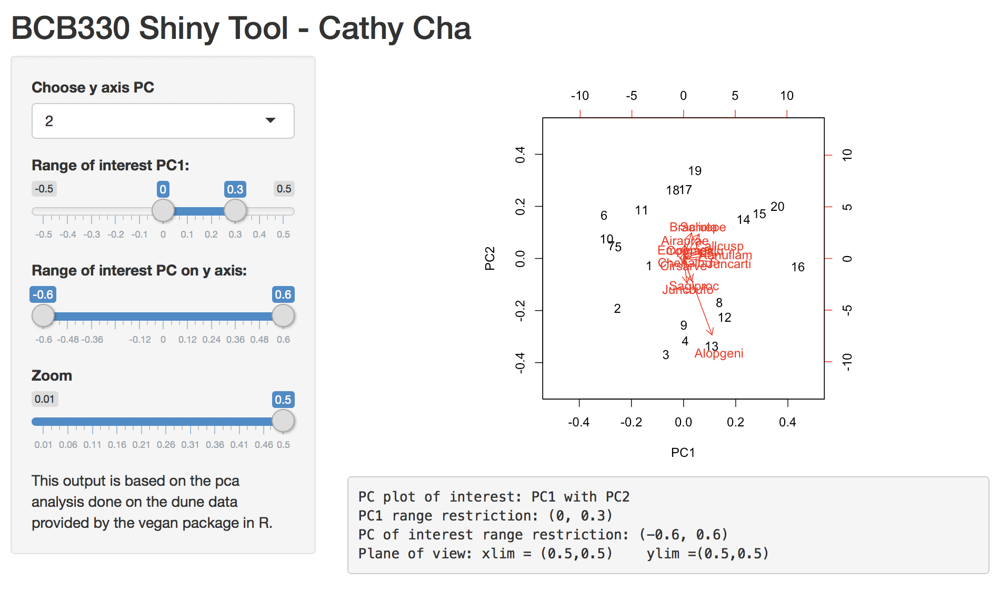 BCB330 Shiny Tool - Cathy Cha
Choose y axis PC
2
Range of interest PC1:
-0.5 0 0.3 0.5
-0.5 -0.4 -0.3 -0.2 -0.1 0 0.1 0.2 0.3 0.4 0.5
Range of interest PC on y axis:
-0.6 0.6
-0.6 -0.48 -0.36 -0.12 0 0.12 0.24 0.36 0.48 0.6
Zoom
0.01 0.5
0.01 0.06 0.11 0.16 0.21 0.26 0.31 0.36 0.41 0.46 0.5
This output is based on the pca
analysis done on the dune data
provided by the vegan package in R.
-10 -5 0 5 10
0.4 0.2 0.0 -0.2 -0.4
PC2
10 5 0 -5 -10
19
18 17
20
11 15
6 14
10
7 5
Airaprae
Callcusp
Ranuflam
Juncarti
1
16
Cirsarve
Sagiproc
Juncbufo
8
2
12
9
4
13
3
Alopgeni
-0.4 -0.2 0.0 0.2 0.4
PC1
PC plot of interest: PC1 with PC2
PC1 range restriction: (0, 0.3)
PC of interest range restriction: (-0.6, 0.6)
Plane of view: xlim = (0.5,0.5) ylim =(0.5,0.5)